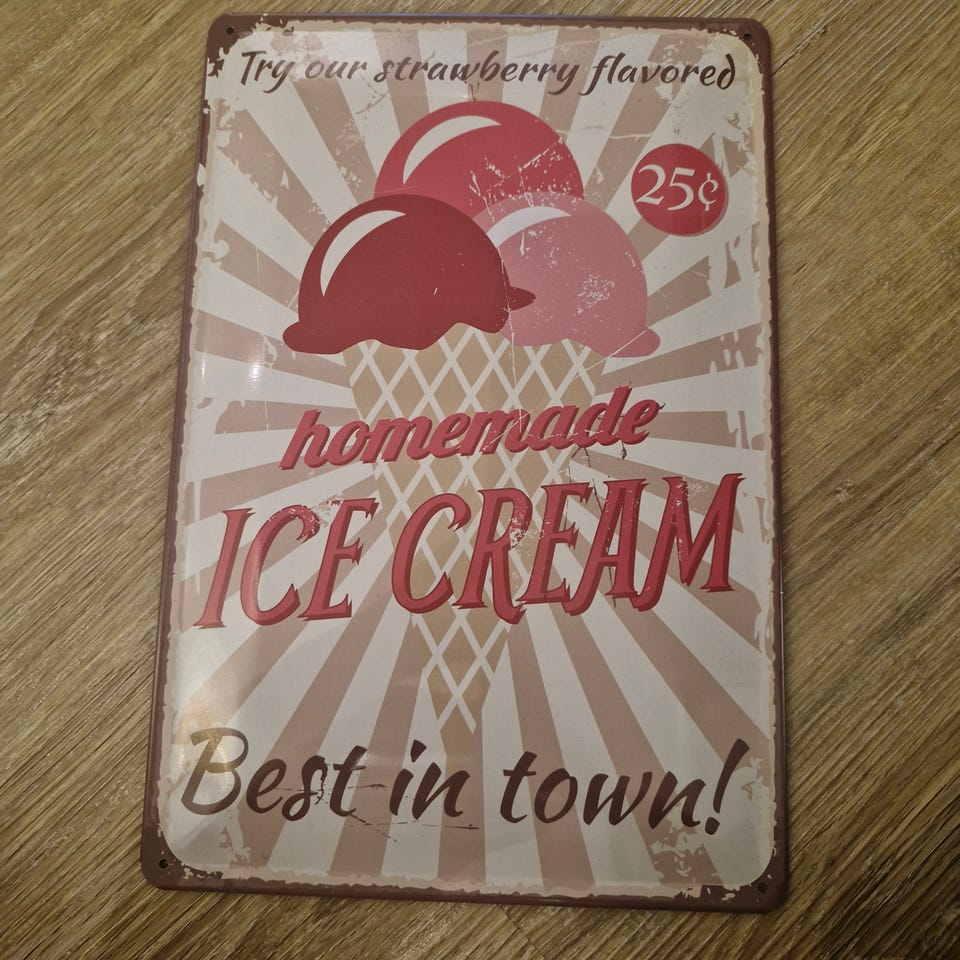 Try our strawberry flavored
25¢
homemade
ICE CREAM
Best in town!